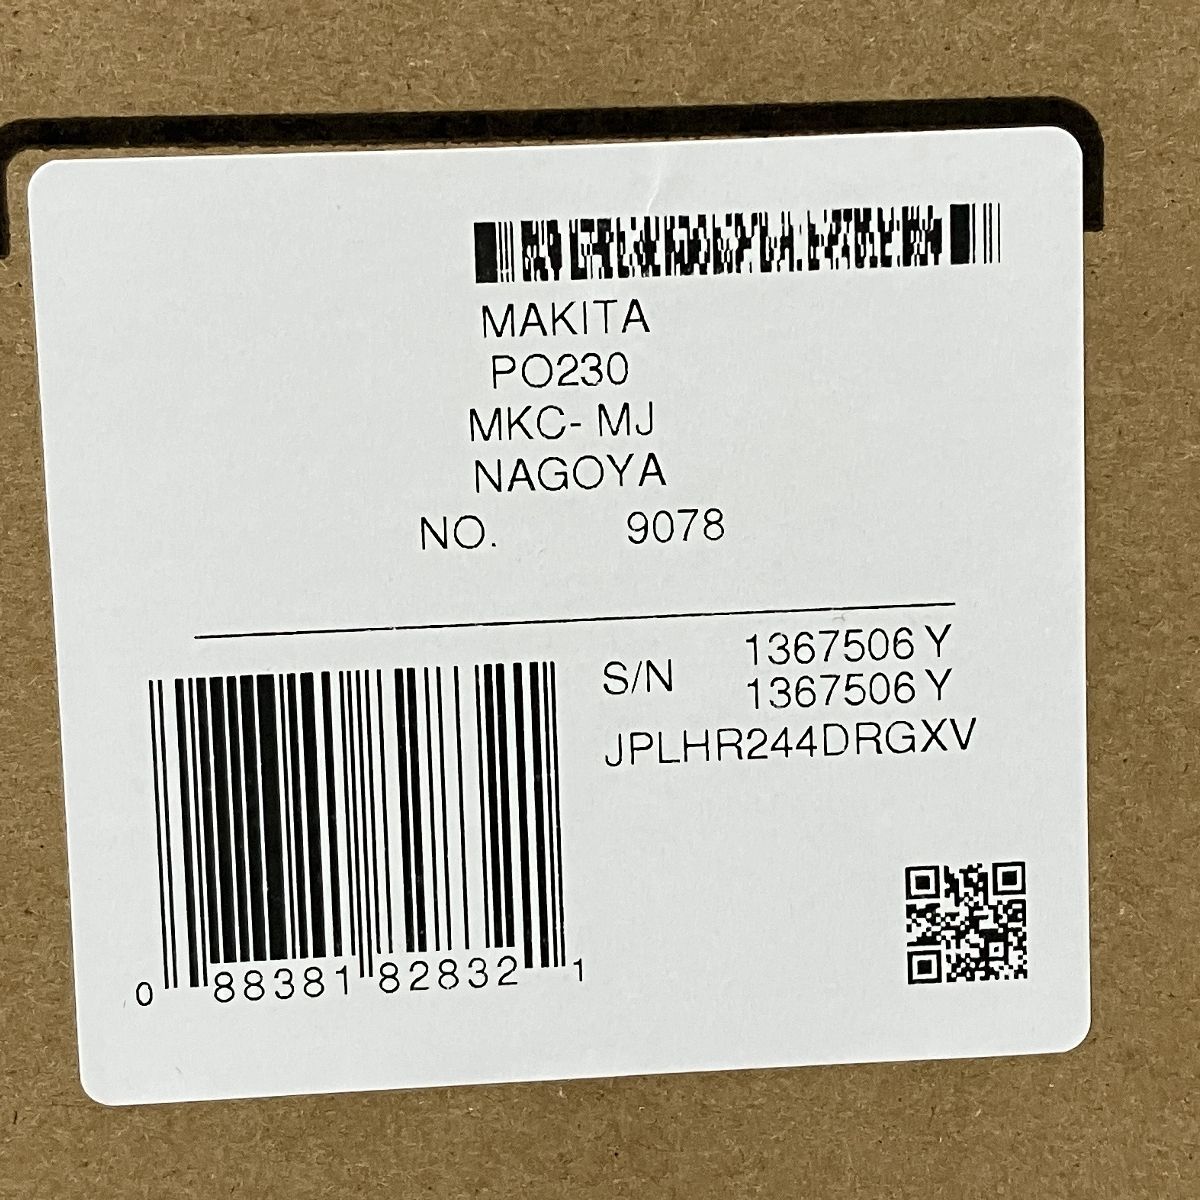 MAKITA
PO230
MKC- MJ
NAGOYA
NO. 9078
S/N 1367506 Y
1367506 Y
JPLHR244DRGXV
0 88381 82832 1